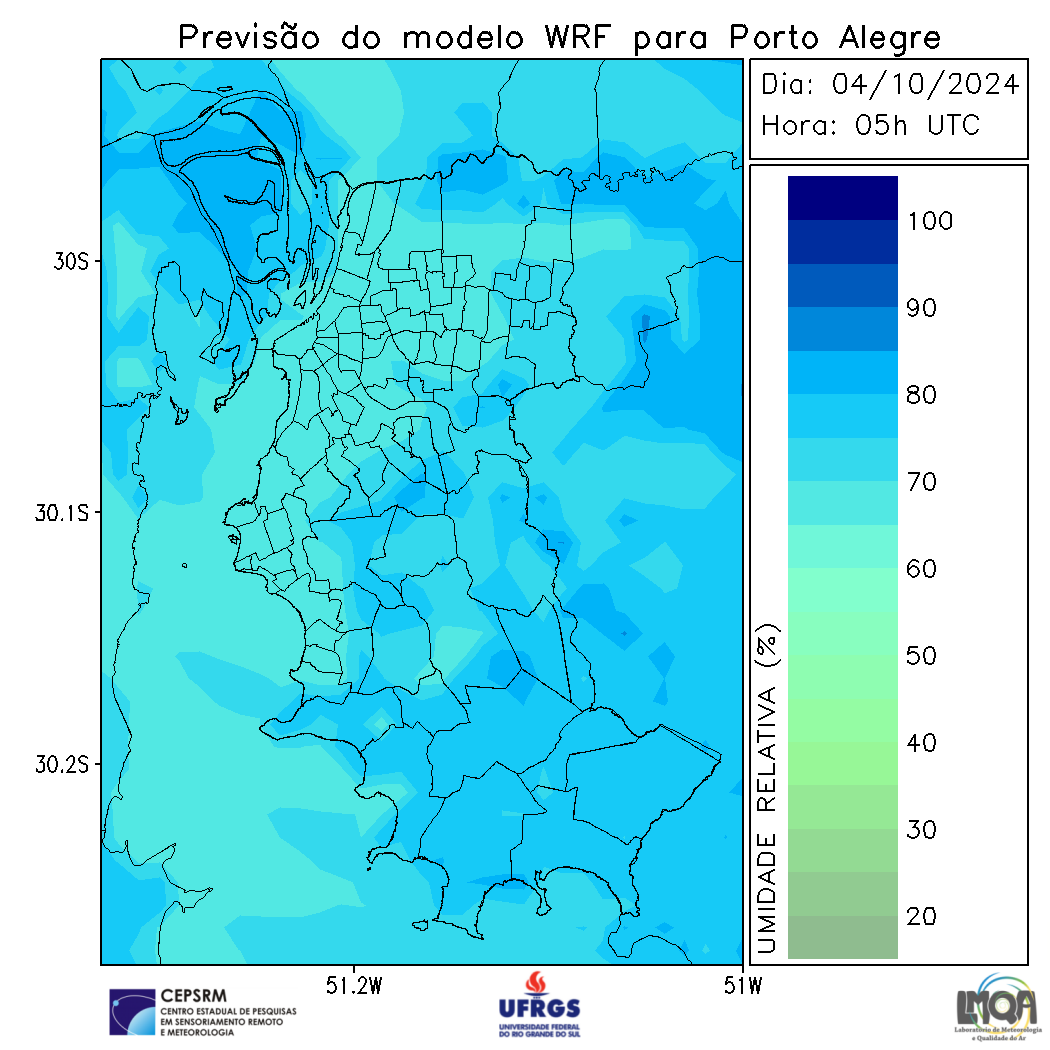 Previsão do modelo WRF para Porto Alegre
Dia: 04/10/2024
Hora: 05h UTC
30S
30.1S
30.2S
51.2W
51W
100
90
80
70
60
50
40
30
20
UMIDADE RELATIVA (%)
CEPSRM
CENTRO ESTADUAL DE PESQUISAS
EM SENSORIAMENTO REMOTO
E METEOROLOGIA
UFRGS
UNIVERSIDADE FEDERAL
DO RIO GRANDE DO SUL
LMQA
Laboratório de Meteorologia
e Qualidade do Ar